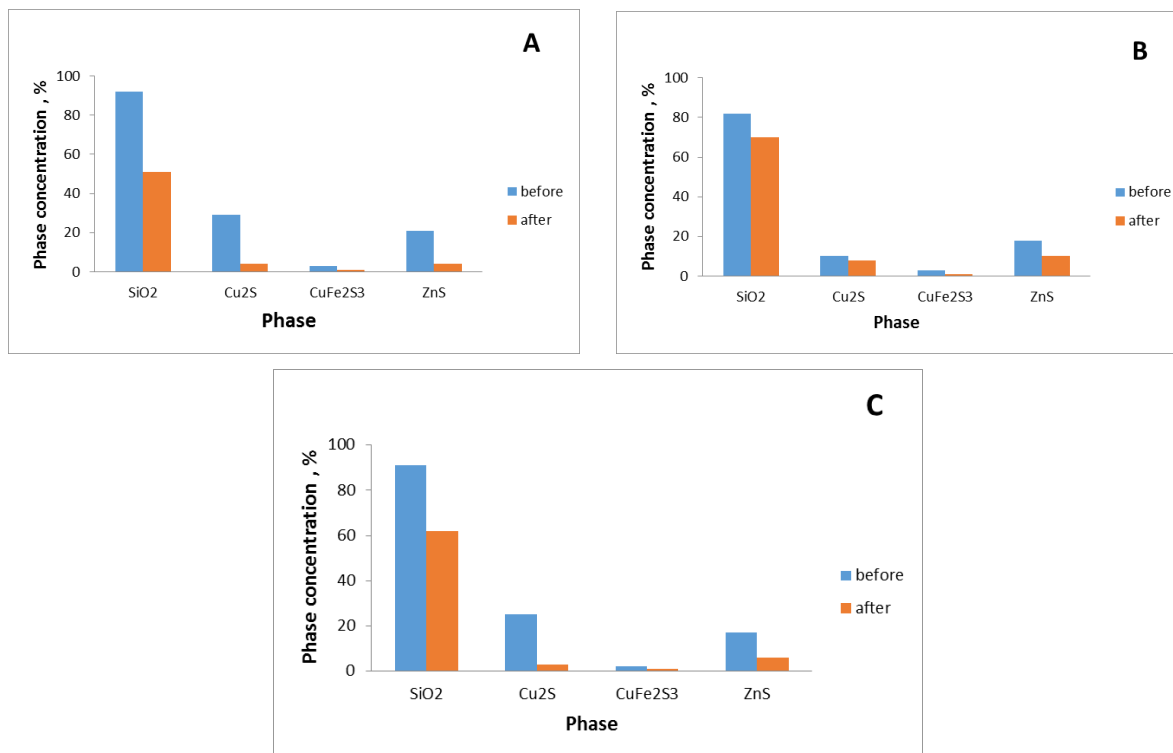 A
Phase concentration , %
100
80
60
40
20
0
SiO2 Cu2S CuFe2S3 ZnS
Phase
before
after
B
Phase concentration , %
100
80
60
40
20
0
SiO2 Cu2S CuFe2S3 ZnS
Phase
before
after
C
Phase concentration , %
100
80
60
40
20
0
SiO2 Cu2S CuFe2S3 ZnS
Phase
before
after